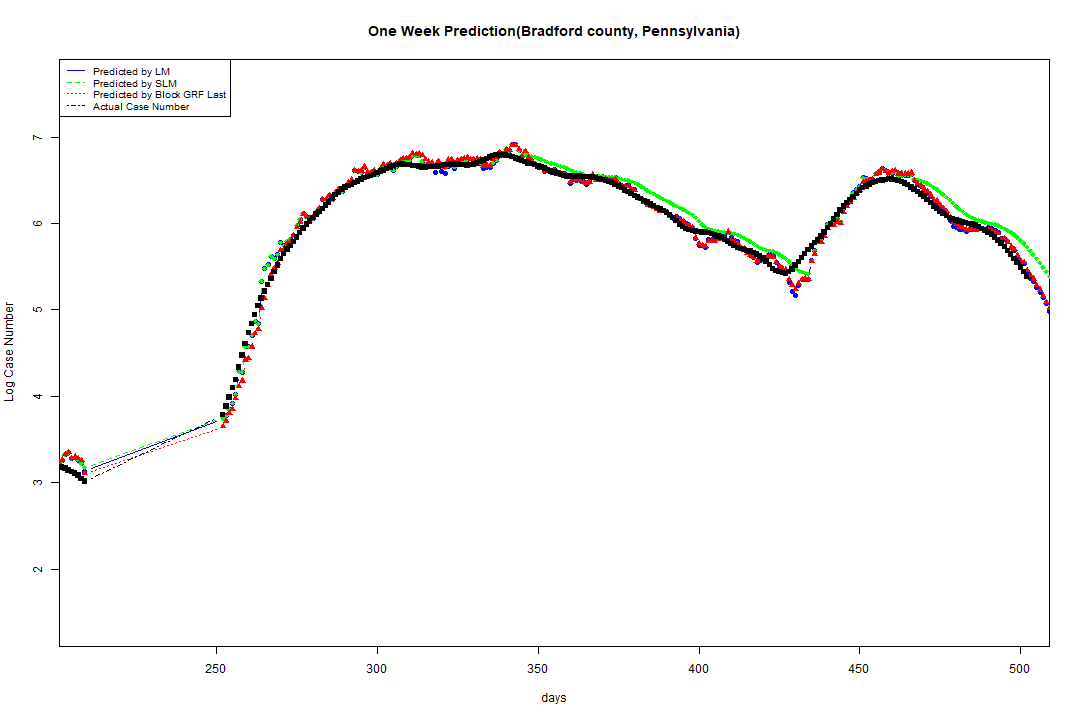 One Week Prediction(Bradford county, Pennsylvania)
Predicted by LM
Predicted by SLM
Predicted by Block GRF Last
Actual Case Number
7
6
5
4
3
2
Log Case Number
250 300 350 400 450 500
days